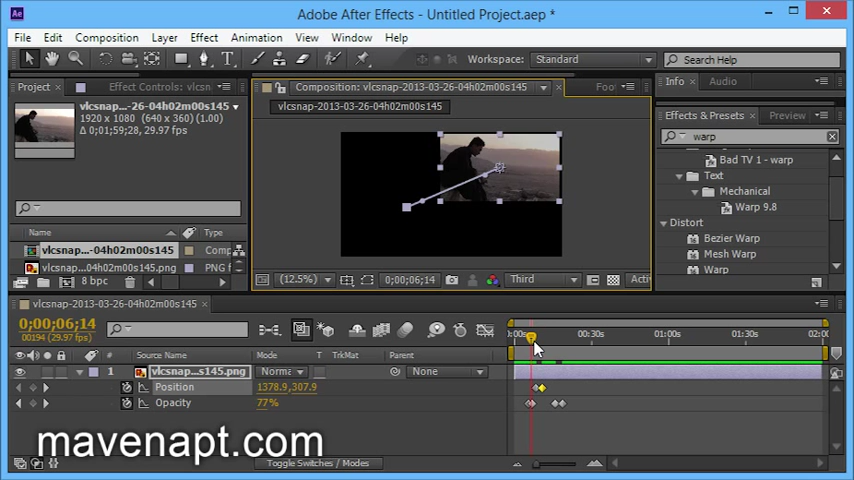 Ae Adobe After Effects - Untitled Project.aep *
File Edit Composition Layer Effect Animation View Window Help
Workspace: Standard Search Help
Project Effect Controls: vlcsn
Composition: vlcsnap-2013-03-26-04h02m00s145
Foo
Info Audio
vlcsnap-2013-03-26-04h02m00s145
vlcsnap...-26-04h02m00s145
1920 x 1080 (640 x 360) (1.00)
Δ 0;01;59;28, 29.97 fps
Effects & Presets Preview
warp
Bad TV 1 - warp
Text
Mechanical
Warp 9.8
Distort
Bezier Warp
Mesh Warp
Warp
Name Type
vlcsnap...-04h02m00s145 Comp
vlcsnap...04h02m00s145.png PNG f
8 bpc
(12.5%) 0;00;06;14 Third Activ
vlcsnap-2013-03-26-04h02m00s145
0;00;06;14
00194 (29.97 fps)
:00s 00:30s 01:00s 01:30s 02:0
# Source Name Mode T TrkMat Parent
1 vlcsnap...s145.png Norma None
Position 1378.9,307.9
Opacity 77%
mavenapt.com
Toggle Switches / Modes